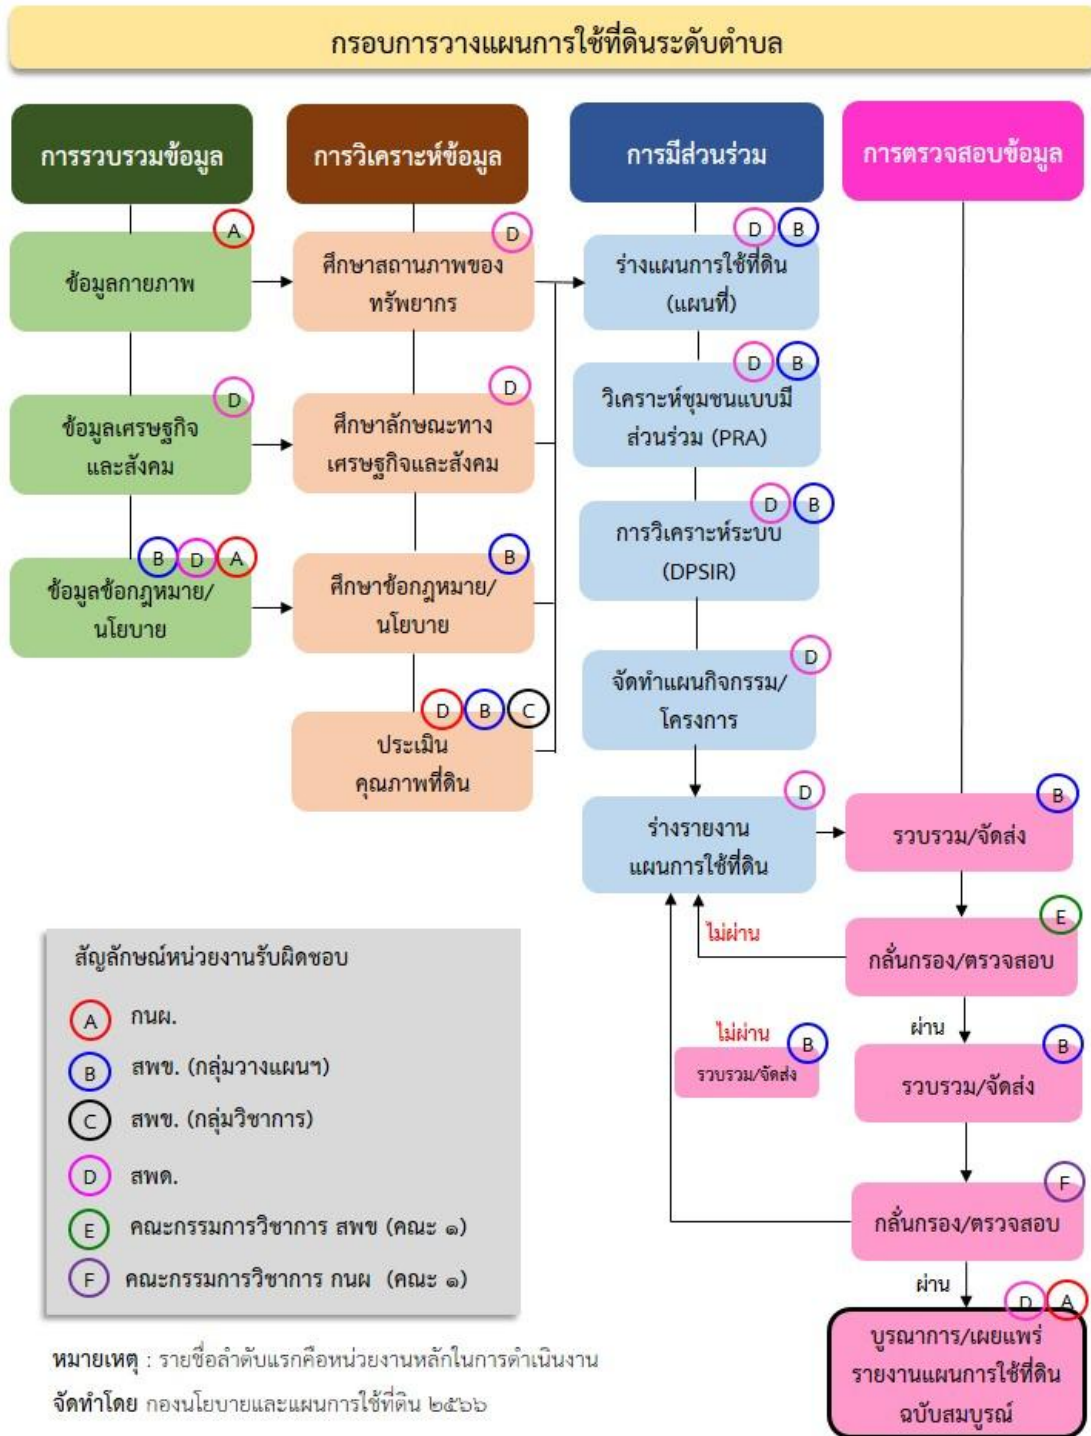 กรอบการวางแผนการใช้ที่ดินระดับตำบล
การรวบรวมข้อมูล
A
ข้อมูลกายภาพ
D
ข้อมูลเศรษฐกิจ
และสังคม
B D A
ข้อมูลข้อกฎหมาย/
นโยบาย
การวิเคราะห์ข้อมูล
D
ศึกษาสถานภาพของ
ทรัพยากร
D
ศึกษาลักษณะทาง
เศรษฐกิจและสังคม
B
ศึกษาข้อกฎหมาย/
นโยบาย
D B C
ประเมิน
คุณภาพที่ดิน
การมีส่วนร่วม
D B
ร่างแผนการใช้ที่ดิน
(แผนที่)
D B
วิเคราะห์ชุมชนแบบมี
ส่วนร่วม (PRA)
D B
การวิเคราะห์ระบบ
(DPSIR)
D
จัดทำแผนกิจกรรม/
โครงการ
D
ร่างรายงาน
แผนการใช้ที่ดิน
การตรวจสอบข้อมูล
B
รวบรวม/จัดส่ง
E
กลั่นกรอง/ตรวจสอบ
ไม่ผ่าน
ผ่าน
B
รวบรวม/จัดส่ง
ไม่ผ่าน
B
รวบรวม/จัดส่ง
F
กลั่นกรอง/ตรวจสอบ
ผ่าน
D A
บูรณาการ/เผยแพร่
รายงานแผนการใช้ที่ดิน
ฉบับสมบูรณ์
สัญลักษณ์หน่วยงานรับผิดชอบ
A กนผ.
B สพข. (กลุ่มวางแผนฯ)
C สพข. (กลุ่มวิชาการ)
D สพด.
E คณะกรรมการวิชาการ สพข (คณะ ๑)
F คณะกรรมการวิชาการ กนผ (คณะ ๑)
หมายเหตุ : รายชื่อลำดับแรกคือหน่วยงานหลักในการดำเนินงาน
จัดทำโดย กองนโยบายและแผนการใช้ที่ดิน ๒๕๖๖